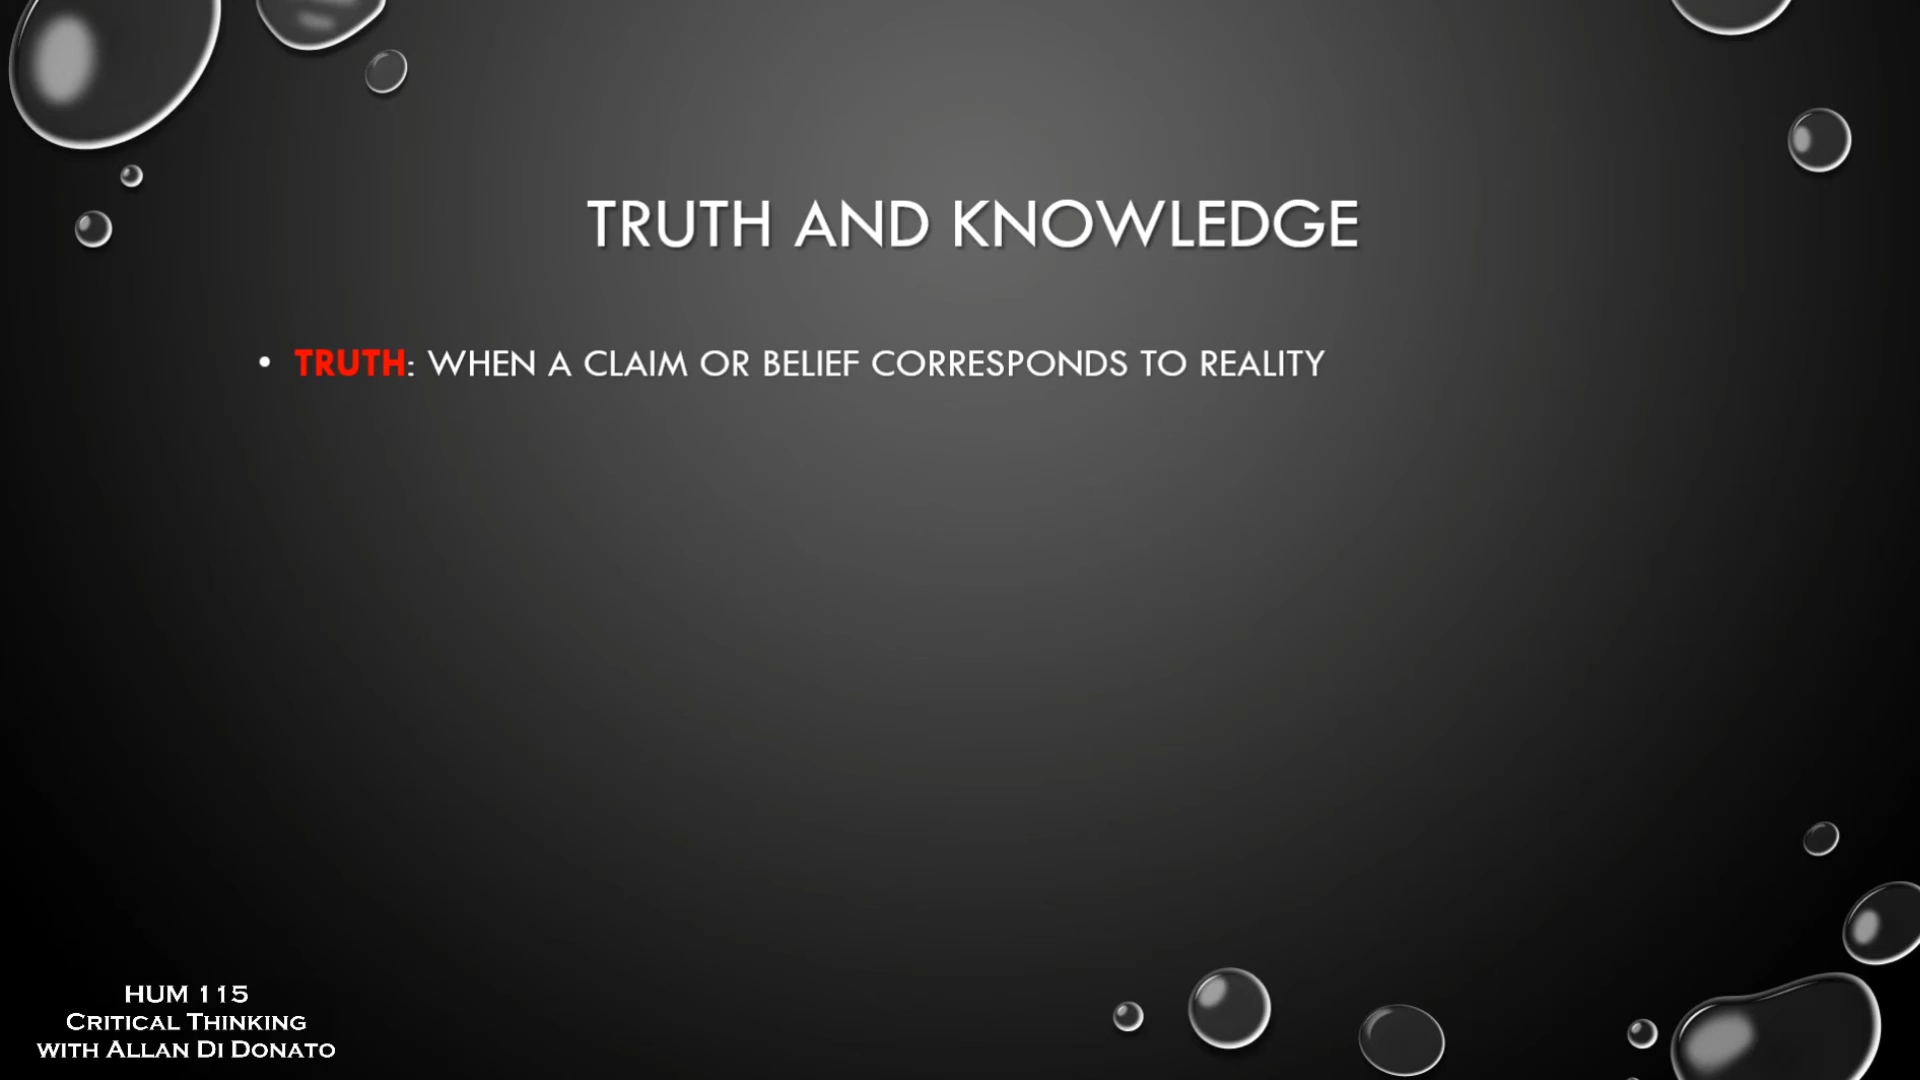 TRUTH AND KNOWLEDGE
• TRUTH: WHEN A CLAIM OR BELIEF CORRESPONDS TO REALITY
HUM 115
CRITICAL THINKING
WITH ALLAN DI DONATO